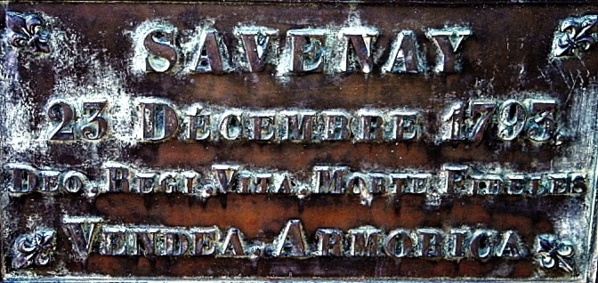 SAVENAY
23 DÉCEMBRE 1793
DEO. REGI. VITA. MORTE. FIDELES
VENDEA. ARMORICA